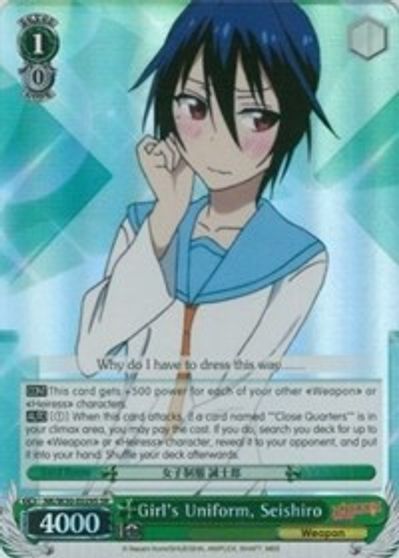 1
0
Why do I have to dress this way......
CONT This card gets +500 power for each of your other «Weapon» or
«Heiress» characters.
AUTO [①] When this card attacks, if a card named ""Close Quarters"" is in
your climax area, you may pay the cost. If you do, search your deck for up to
one «Weapon» or «Heiress» character, reveal it to your opponent, and put
it into your hand, and shuffle your deck.
女子制服 誠士郎
Girl's Uniform, Seishiro
4000
Weapon